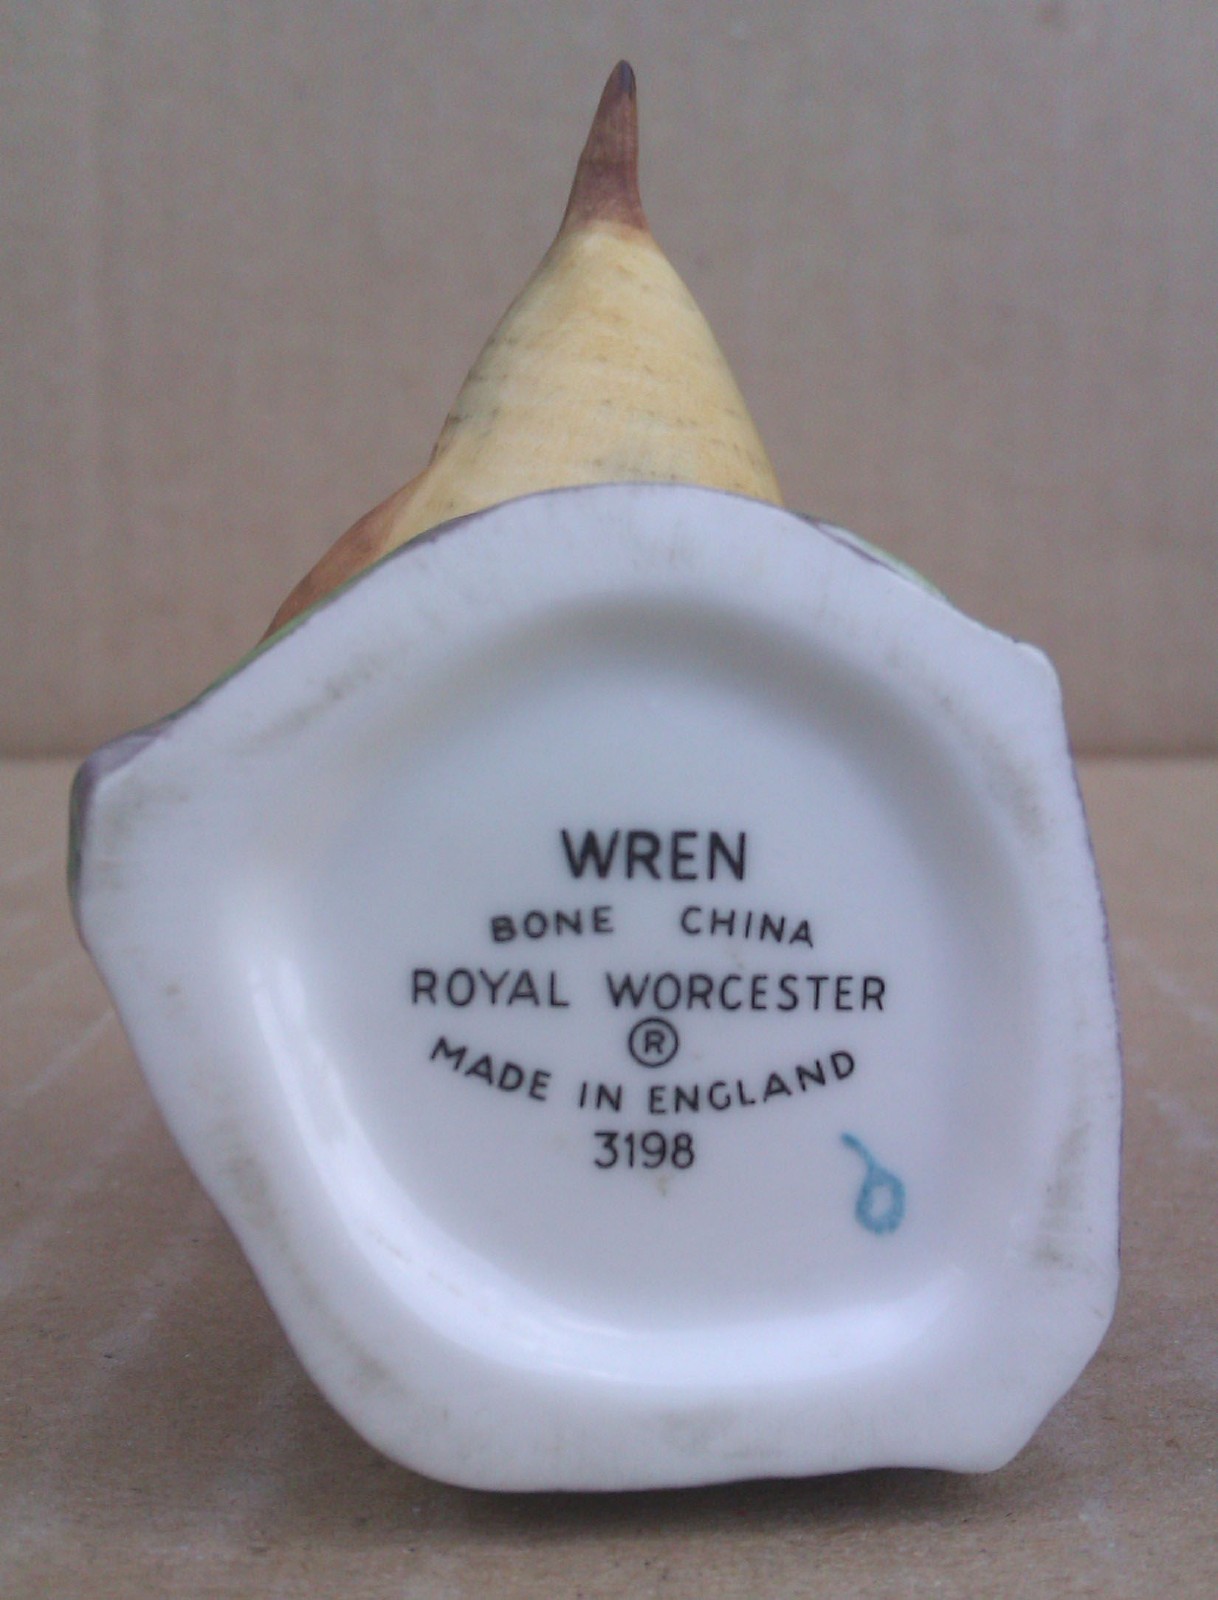 WREN
BONE CHINA
ROYAL WORCESTER
®
MADE IN ENGLAND
3198